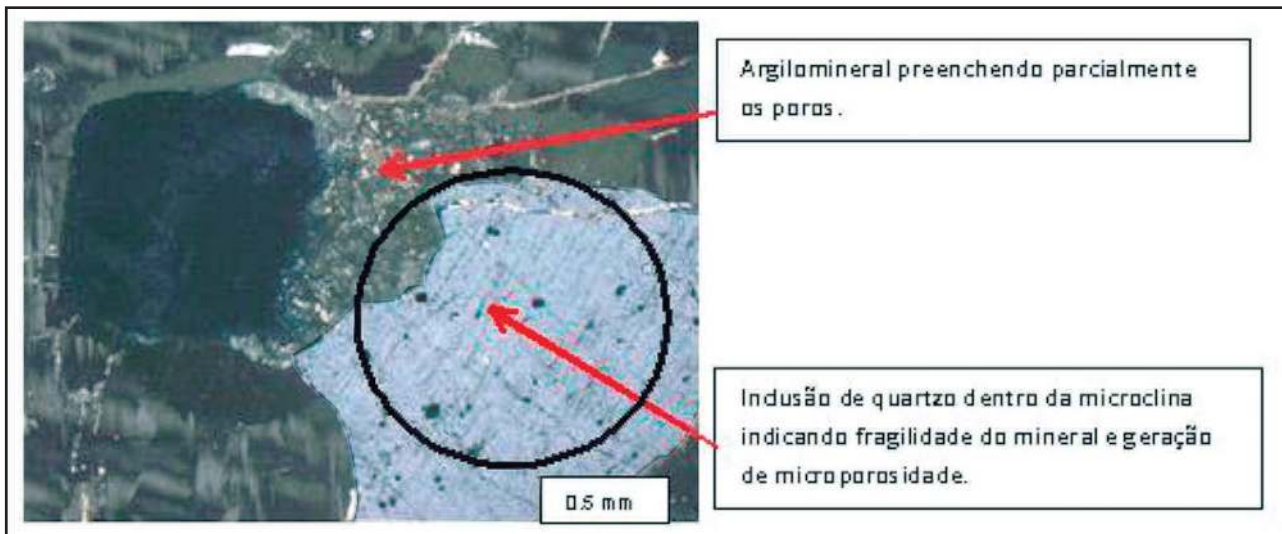 Argilomineral preenchendo parcialmente
os poros.
Inclusão de quartzo dentro da microclina
indicando fragilidade do mineral e geração
de microporosidade.
0.5 mm